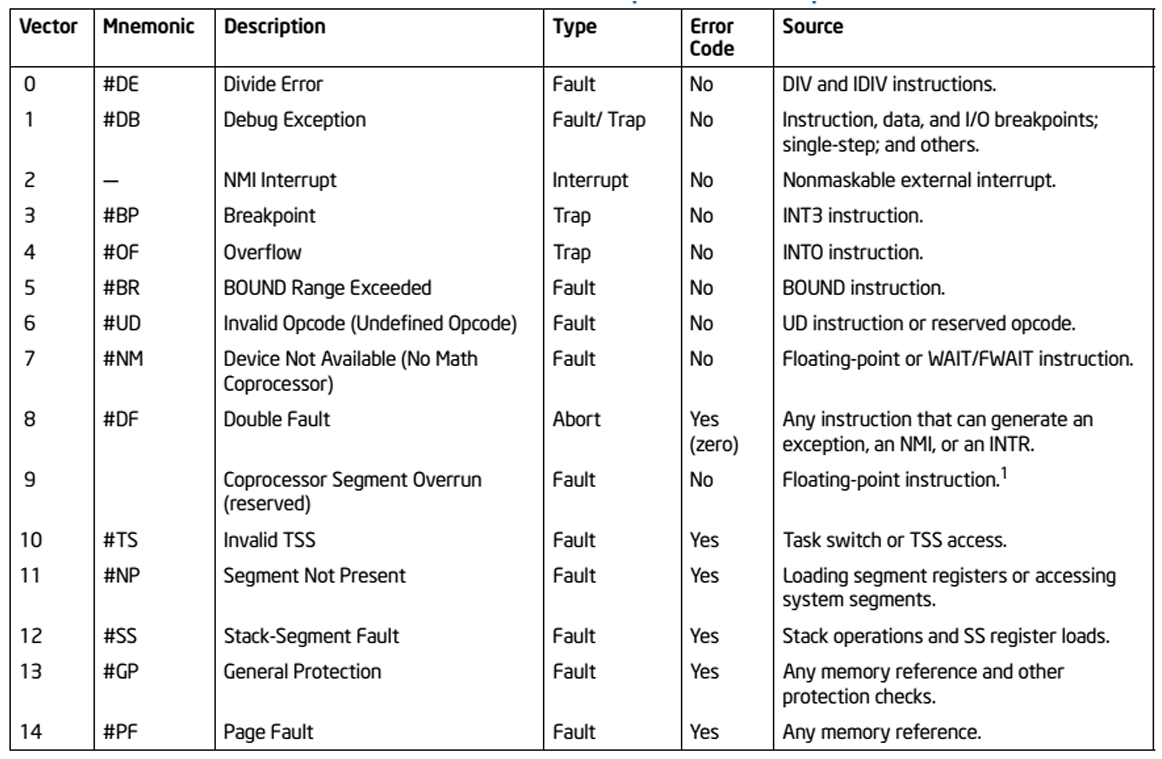 Vector Mnemonic Description Type Error Code Source
0 #DE Divide Error Fault No DIV and IDIV instructions.
1 #DB Debug Exception Fault/ Trap No Instruction, data, and I/O breakpoints;
single-step; and others.
2 — NMI Interrupt Interrupt No Nonmaskable external interrupt.
3 #BP Breakpoint Trap No INT3 instruction.
4 #OF Overflow Trap No INTO instruction.
5 #BR BOUND Range Exceeded Fault No BOUND instruction.
6 #UD Invalid Opcode (Undefined Opcode) Fault No UD instruction or reserved opcode.
7 #NM Device Not Available (No Math Fault No Floating-point or WAIT/FWAIT instruction.
Coprocessor)
8 #DF Double Fault Abort Yes Any instruction that can generate an
(zero) exception, an NMI, or an INTR.
9 Coprocessor Segment Overrun Fault No Floating-point instruction.1
(reserved)
10 #TS Invalid TSS Fault Yes Task switch or TSS access.
11 #NP Segment Not Present Fault Yes Loading segment registers or accessing
system segments.
12 #SS Stack-Segment Fault Fault Yes Stack operations and SS register loads.
13 #GP General Protection Fault Yes Any memory reference and other
protection checks.
14 #PF Page Fault Fault Yes Any memory reference.